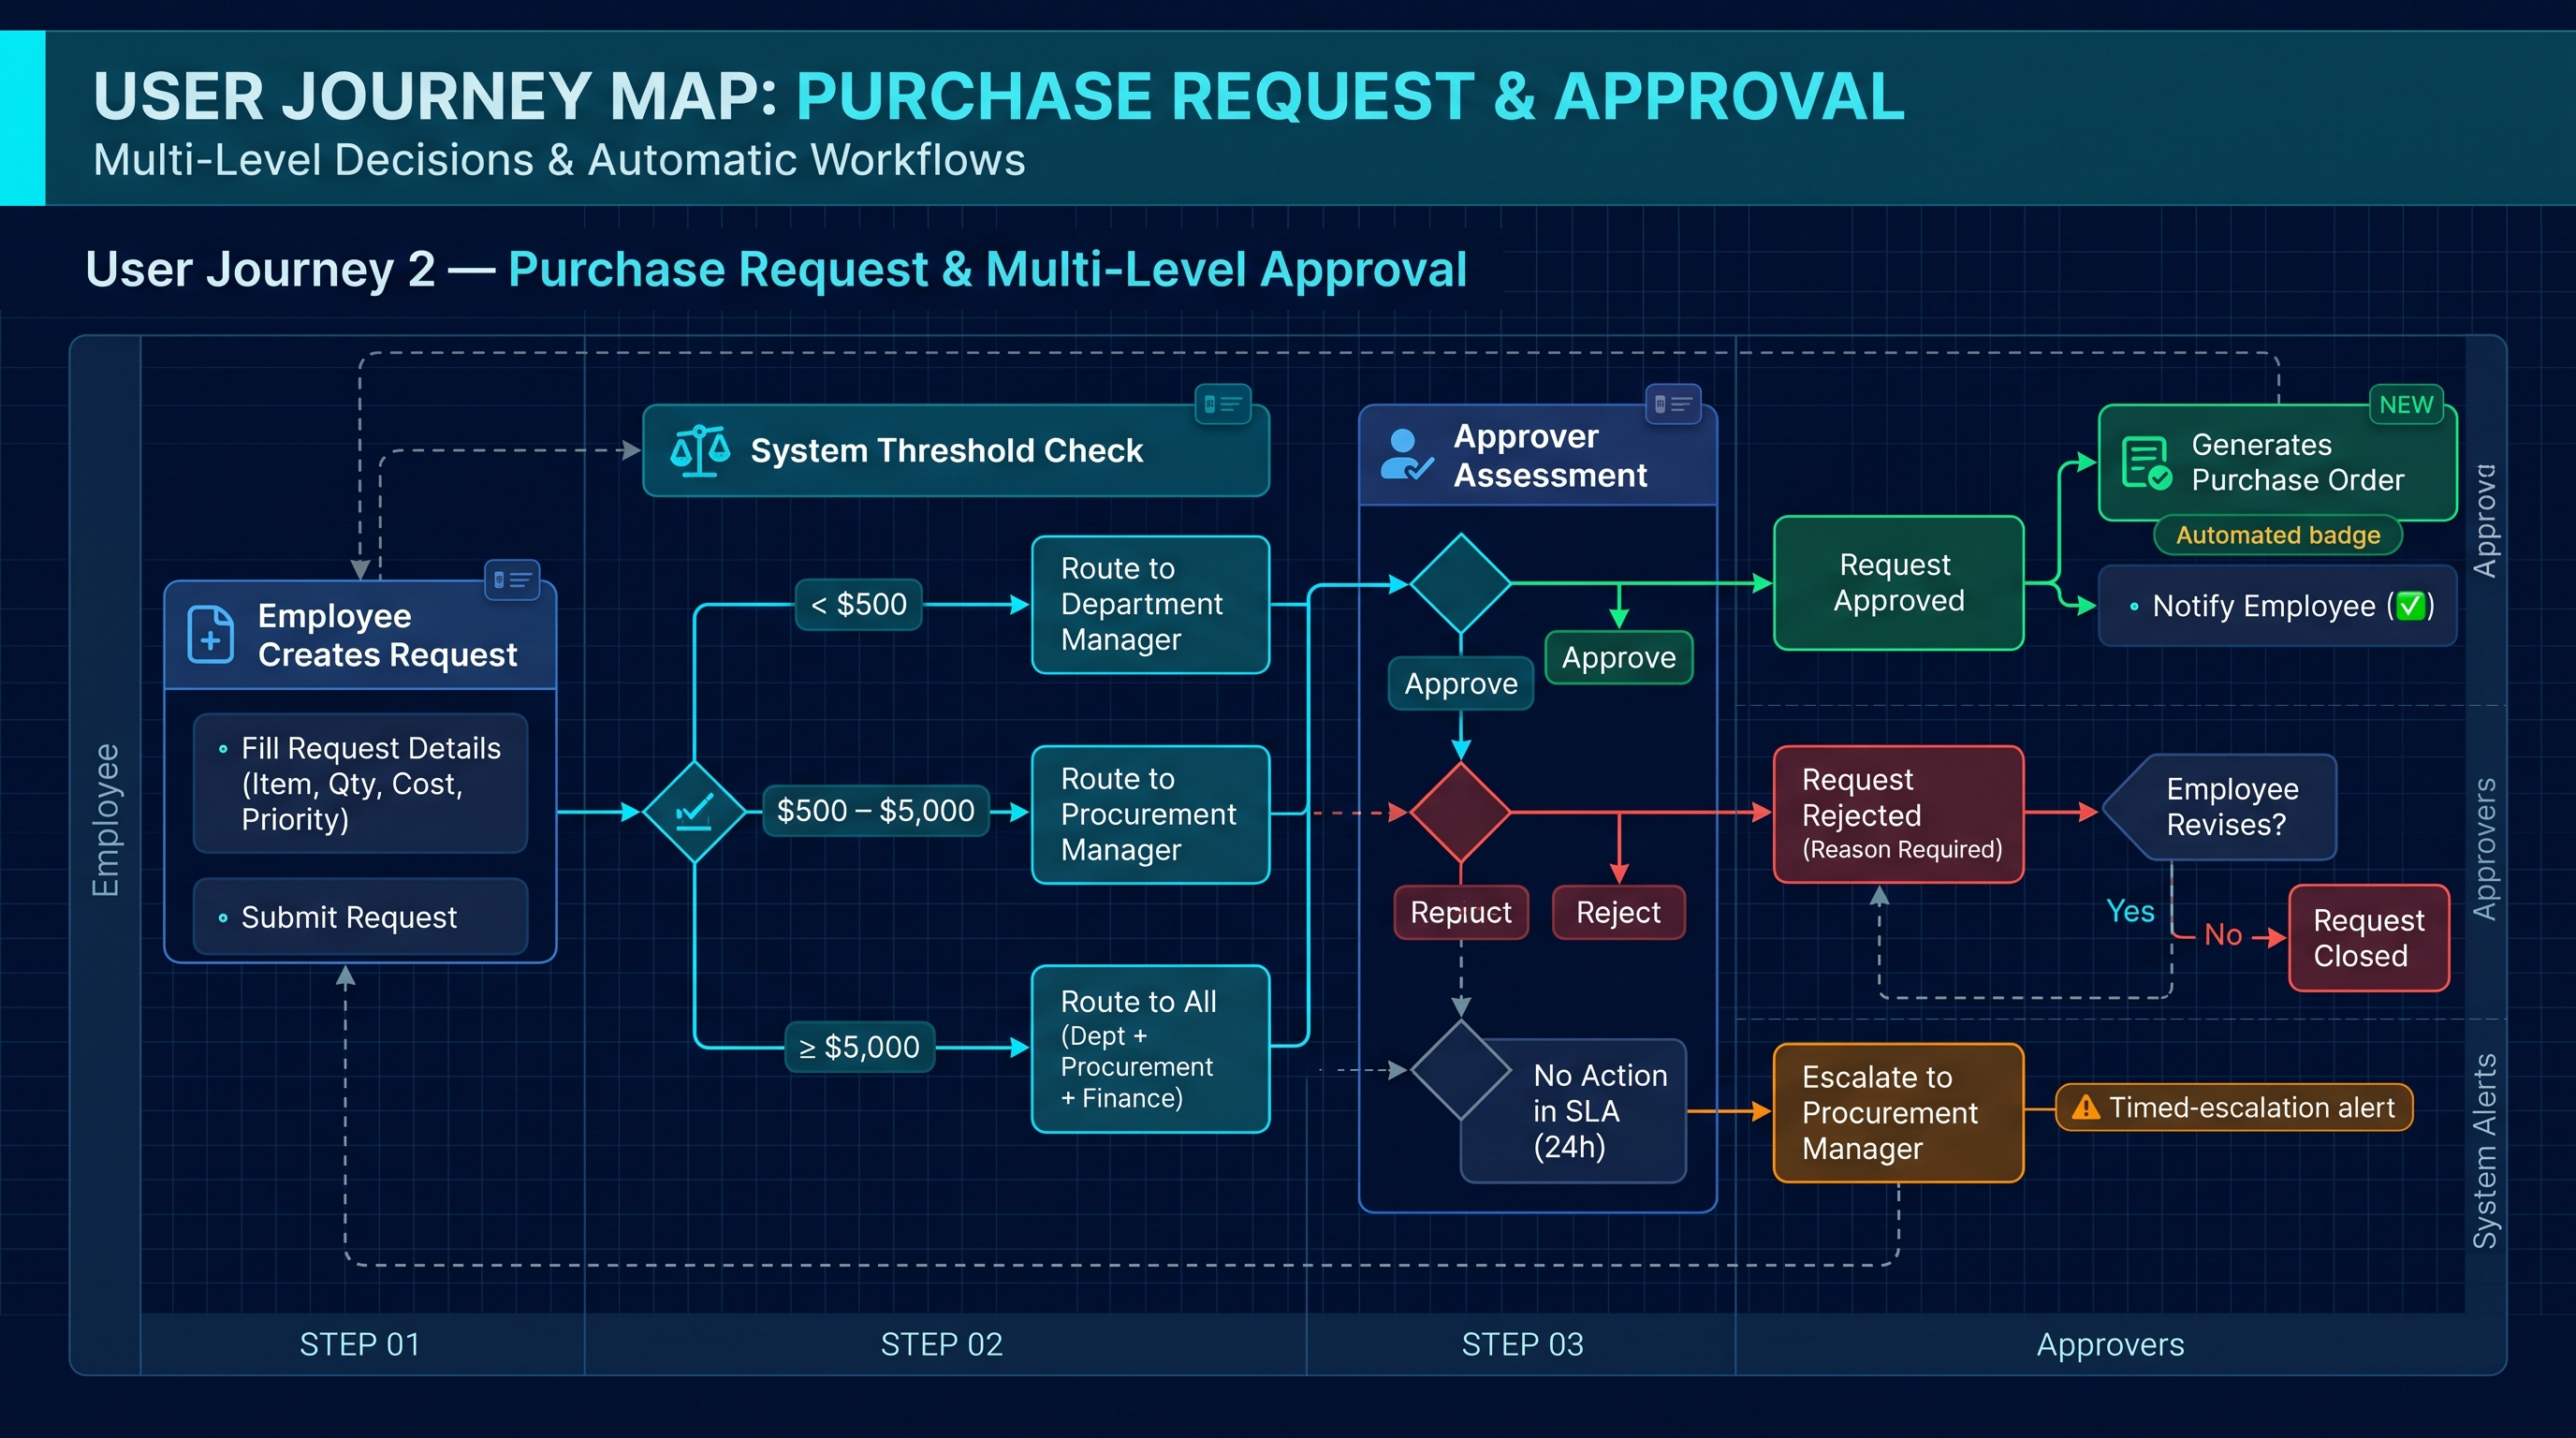 USER JOURNEY MAP: PURCHASE REQUEST & APPROVAL
Multi-Level Decisions & Automatic Workflows
User Journey 2 — Purchase Request & Multi-Level Approval
Employee
Employee
Creates Request
Fill Request Details
(Item, Qty, Cost,
Priority)
Submit Request
STEP 01
System Threshold Check
< $500
Route to
Department
Manager
$500 – $5,000
Route to
Procurement
Manager
≥ $5,000
Route to All
(Dept +
Procurement
+ Finance)
STEP 02
Approver
Assessment
Approve
Approve
Reject
No Action
in SLA
(24h)
STEP 03
Request
Approved
NEW
Generates
Purchase Order
Automated badge
Notify Employee (✅)
Request
Rejected
(Reason Required)
Employee
Revises?
Yes
No
Request
Closed
Approvers
Escalate to
Procurement
Manager
Timed-escalation alert
System Alerts
Approvers